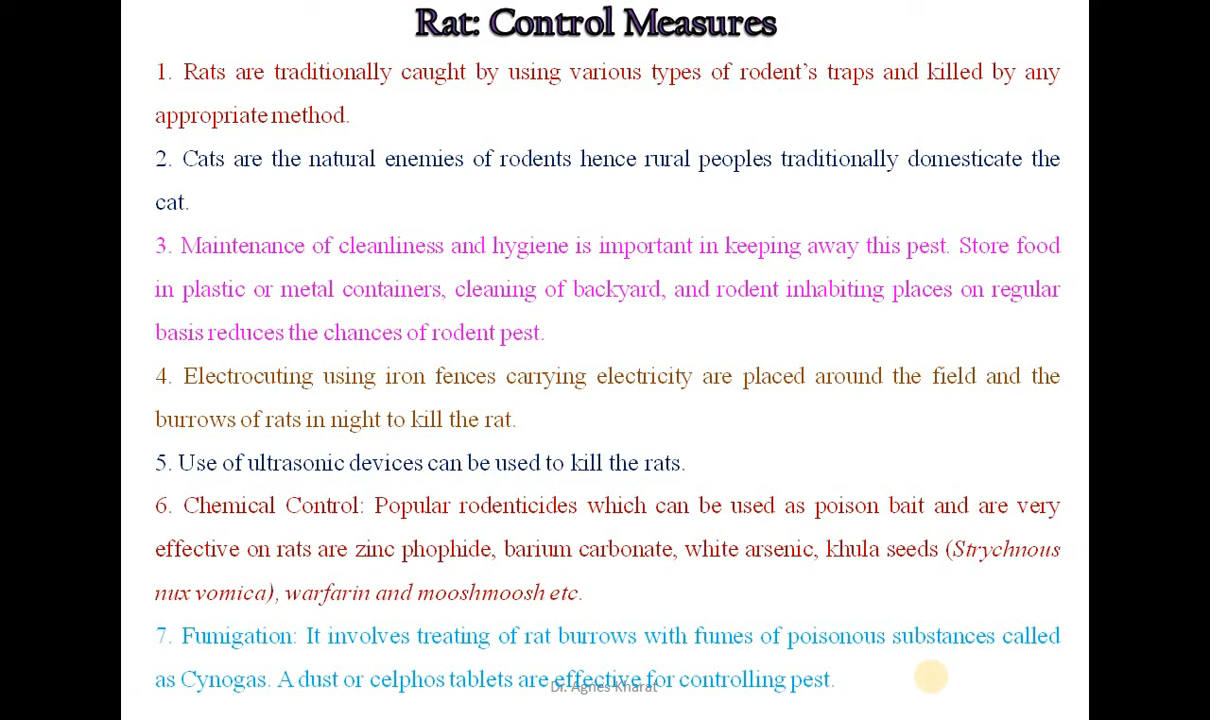 Rat: Control Measures
1. Rats are traditionally caught by using various types of rodent’s traps and killed by any
appropriate method.
2. Cats are the natural enemies of rodents hence rural peoples traditionally domesticate the
cat.
3. Maintenance of cleanliness and hygiene is important in keeping away this pest. Store food
in plastic or metal containers, cleaning of backyard, and rodent inhabiting places on regular
basis reduces the chances of rodent pest.
4. Electrocuting using iron fences carrying electricity are placed around the field and the
burrows of rats in night to kill the rat.
5. Use of ultrasonic devices can be used to kill the rats.
6. Chemical Control: Popular rodenticides which can be used as poison bait and are very
effective on rats are zinc phophide, barium carbonate, white arsenic, khula seeds (Strychnous
nux vomica), warfarin and mooshmoosh etc.
7. Fumigation: It involves treating of rat burrows with fumes of poisonous substances called
as Cynogas. A dust or celphos tablets are effective for controlling pest.
Dr. Agnes Kharat